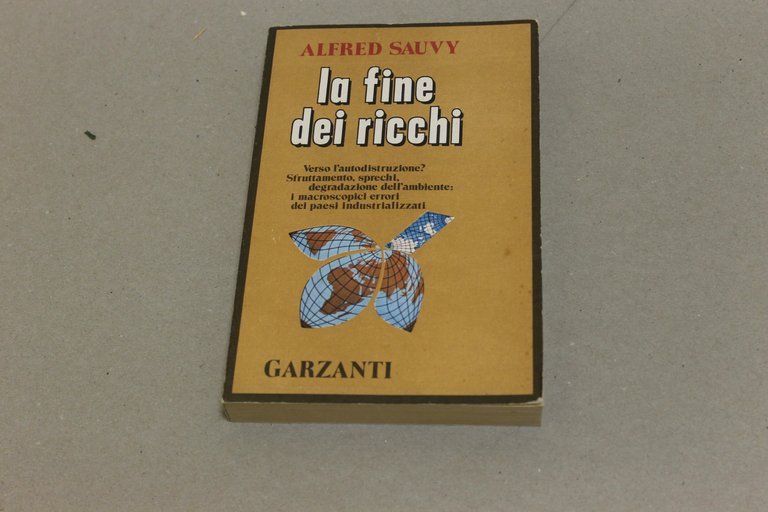 ALFRED SAUVY
la fine
dei ricchi
Verso l'autodistruzione?
Sfruttamento, sprechi,
degradazione dell'ambiente:
i macroscopici errori
dei paesi industrializzati
GARZANTI